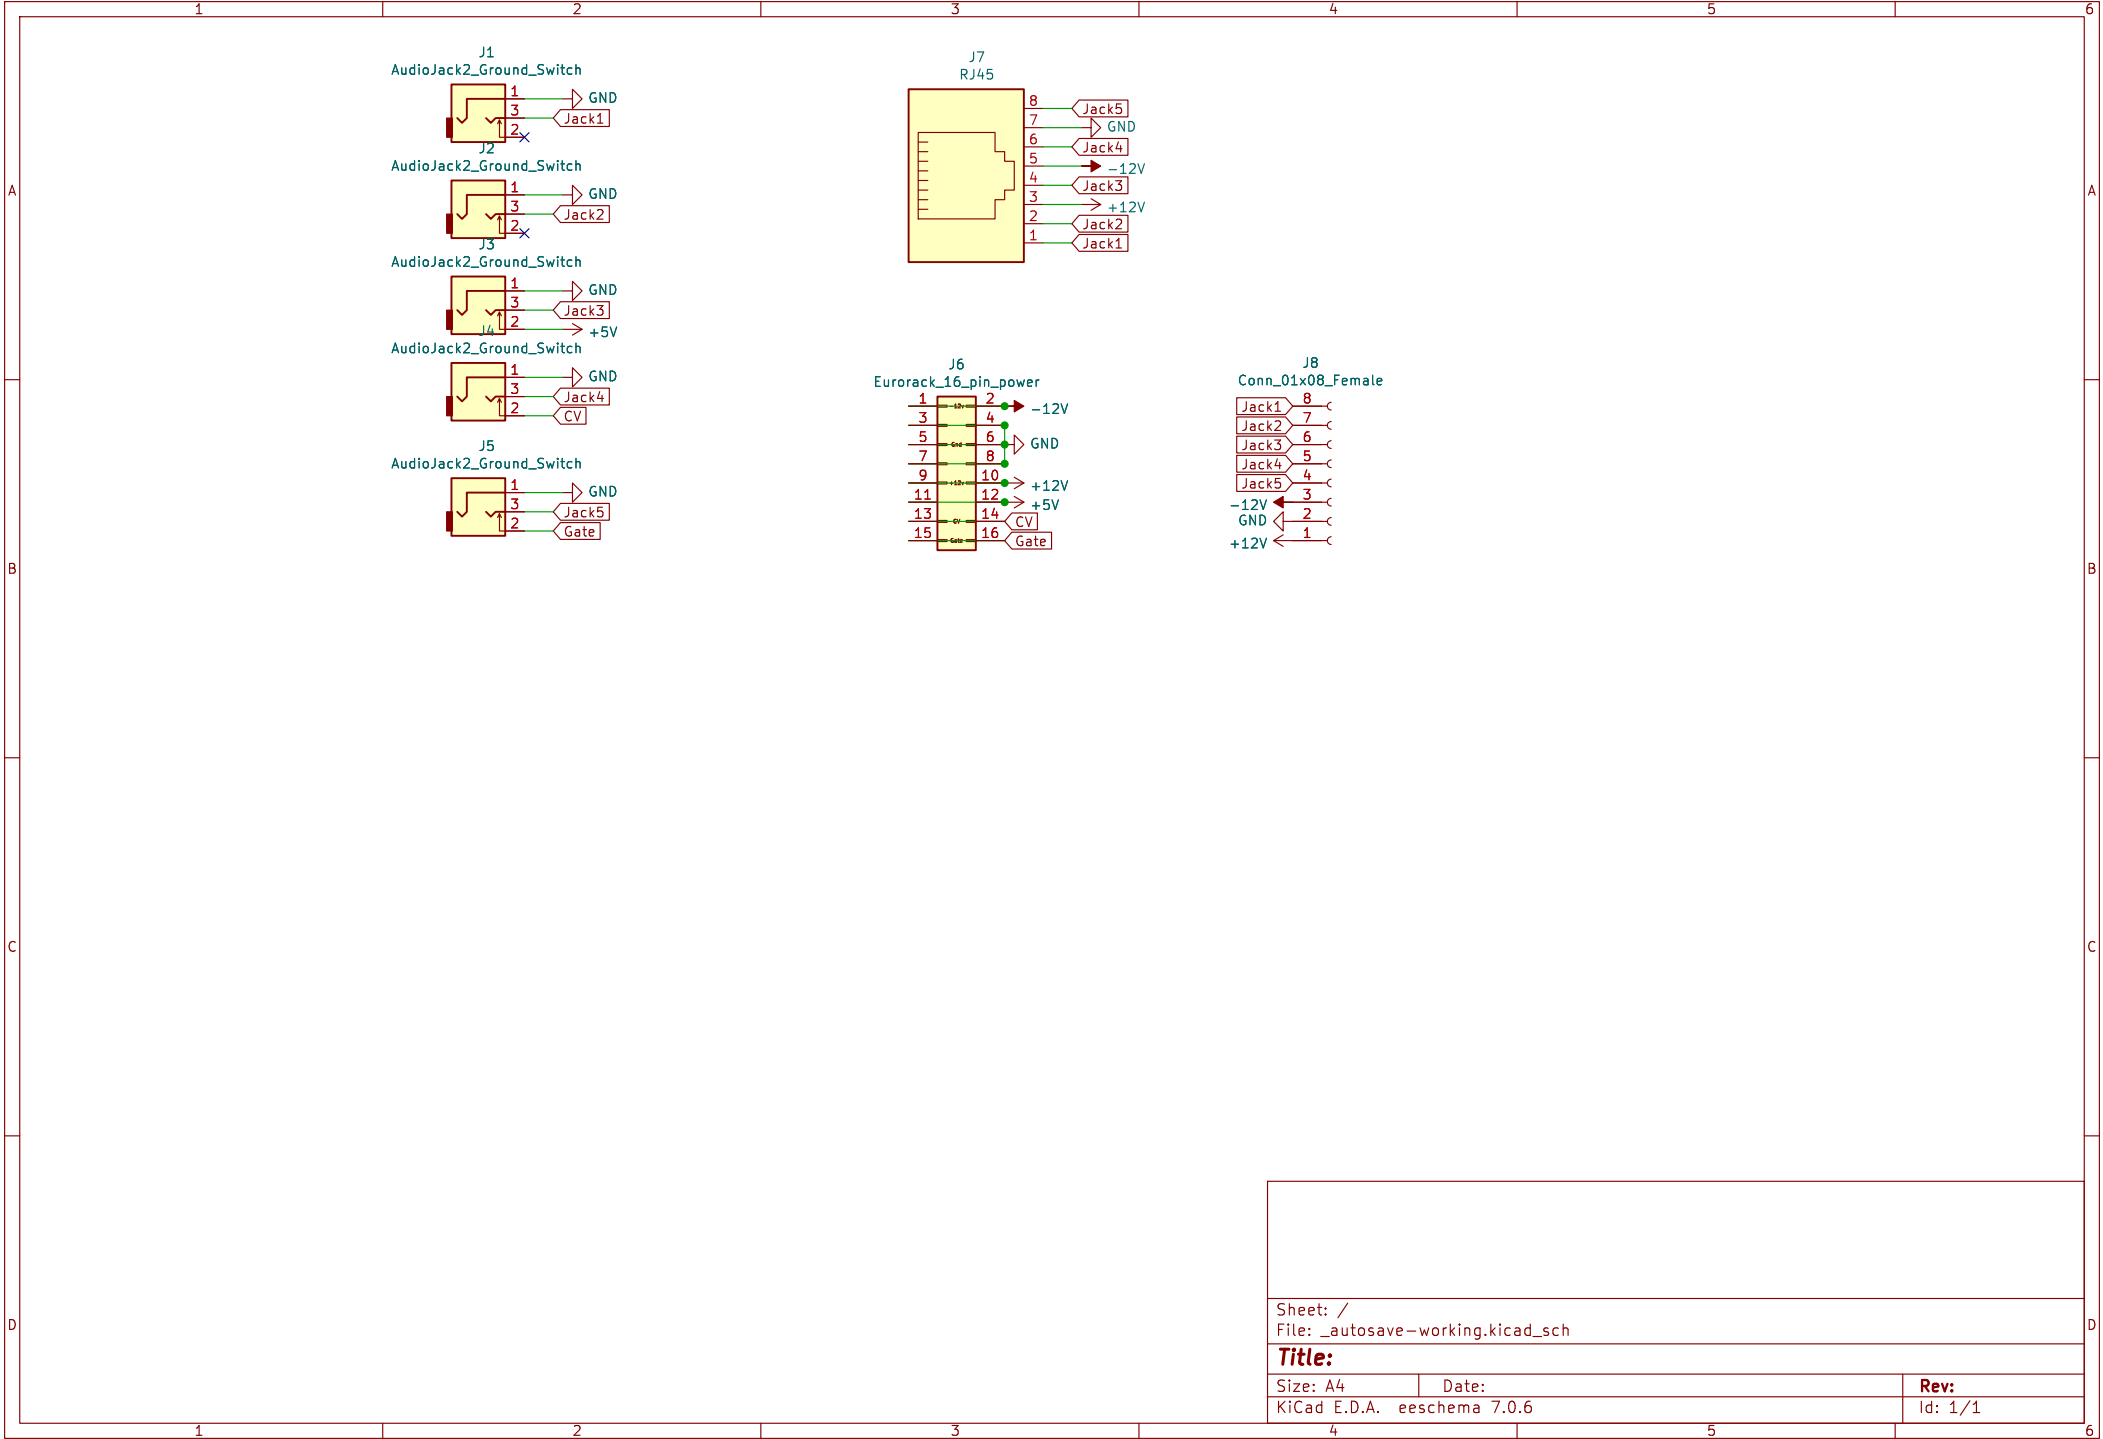 1 2 3 4 5 6
A
B
C
D
J1
AudioJack2_Ground_Switch
1 GND
3 Jack1
2
J2
AudioJack2_Ground_Switch
1 GND
3 Jack2
2
J3
AudioJack2_Ground_Switch
1 GND
3 Jack3
2 +5V
J4
AudioJack2_Ground_Switch
1 GND
3 Jack4
2 CV
J5
AudioJack2_Ground_Switch
1 GND
3 Jack5
2 Gate
J7
RJ45
8 Jack5
7 GND
6 Jack4
5 -12V
4 Jack3
3 +12V
2 Jack2
1 Jack1
J6
Eurorack_16_pin_power
1 -12v 2 -12V
3 4
5 Gnd 6 GND
7 8
9 +12v 10 +12V
11 12 +5V
13 CV 14 CV
15 Gate 16 Gate
J8
Conn_01x08_Female
Jack1 8
Jack2 7
Jack3 6
Jack4 5
Jack5 4
-12V 3
GND 2
+12V 1
A
B
C
D
Sheet: /
File: _autosave-working.kicad_sch
Title:
Size: A4 Date: Rev:
KiCad E.D.A. eeschema 7.0.6 Id: 1/1
1 2 3 4 5 6